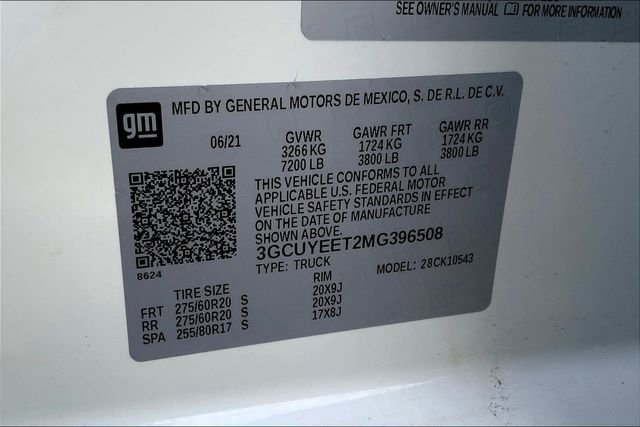 SEE OWNER'S MANUAL FOR MORE INFORMATION
gm
MFD BY GENERAL MOTORS DE MEXICO, S. DE R.L. DE C.V.
06/21 GVWR GAWR FRT GAWR RR
3266 KG 1724 KG 1724 KG
7200 LB 3800 LB 3800 LB
THIS VEHICLE CONFORMS TO ALL
APPLICABLE U.S. FEDERAL MOTOR
VEHICLE SAFETY STANDARDS IN EFFECT
ON THE DATE OF MANUFACTURE
SHOWN ABOVE.
3GCUYEET2MG396508
8624
TYPE: TRUCK MODEL: 28CK10543
TIRE SIZE RIM
FRT 275/60R20 S 20X9J
RR 275/60R20 S 20X9J
SPA 255/80R17 S 17X8J